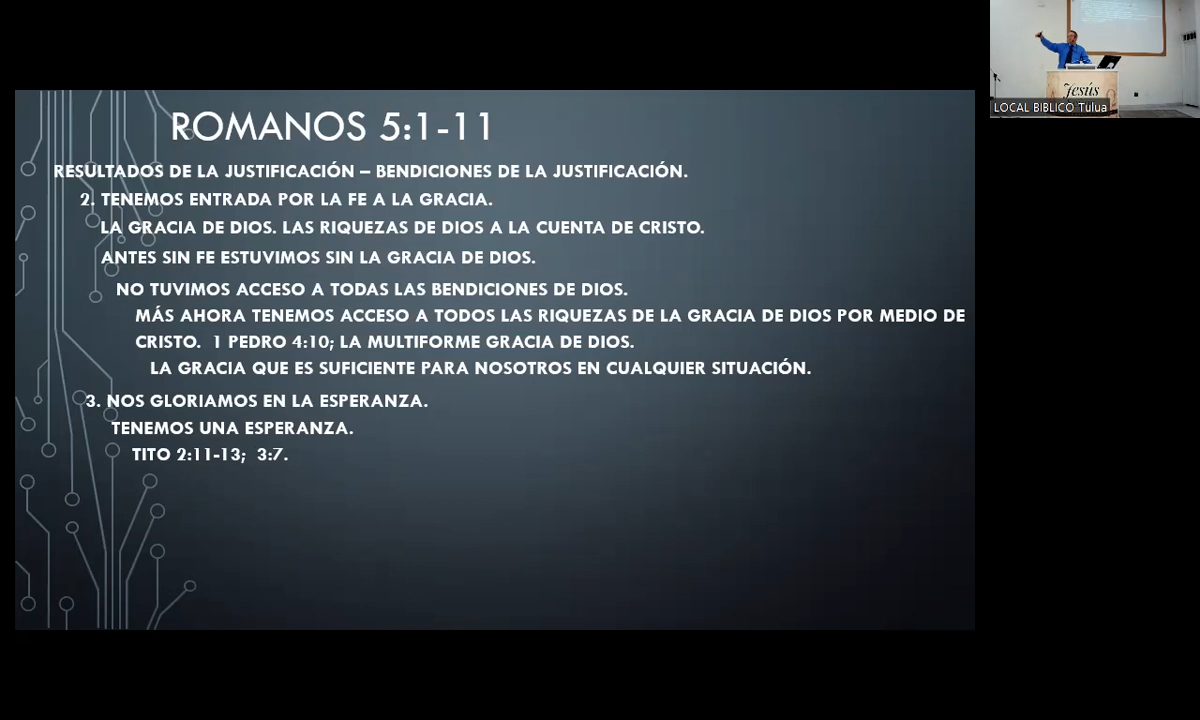 ROMANOS 5:1-11
RESULTADOS DE LA JUSTIFICACIÓN – BENDICIONES DE LA JUSTIFICACIÓN.
2. TENEMOS ENTRADA POR LA FE A LA GRACIA.
LA GRACIA DE DIOS. LAS RIQUEZAS DE DIOS A LA CUENTA DE CRISTO.
ANTES SIN FE ESTUVIMOS SIN LA GRACIA DE DIOS.
NO TUVIMOS ACCESO A TODAS LAS BENDICIONES DE DIOS.
MÁS AHORA TENEMOS ACCESO A TODOS LAS RIQUEZAS DE LA GRACIA DE DIOS POR MEDIO DE
CRISTO. 1 PEDRO 4:10; LA MULTIFORME GRACIA DE DIOS.
LA GRACIA QUE ES SUFICIENTE PARA NOSOTROS EN CUALQUIER SITUACIÓN.
3. NOS GLORIAMOS EN LA ESPERANZA.
TENEMOS UNA ESPERANZA.
TITO 2:11-13; 3:7.
Jesús
LOCAL BIBLICO Tulua